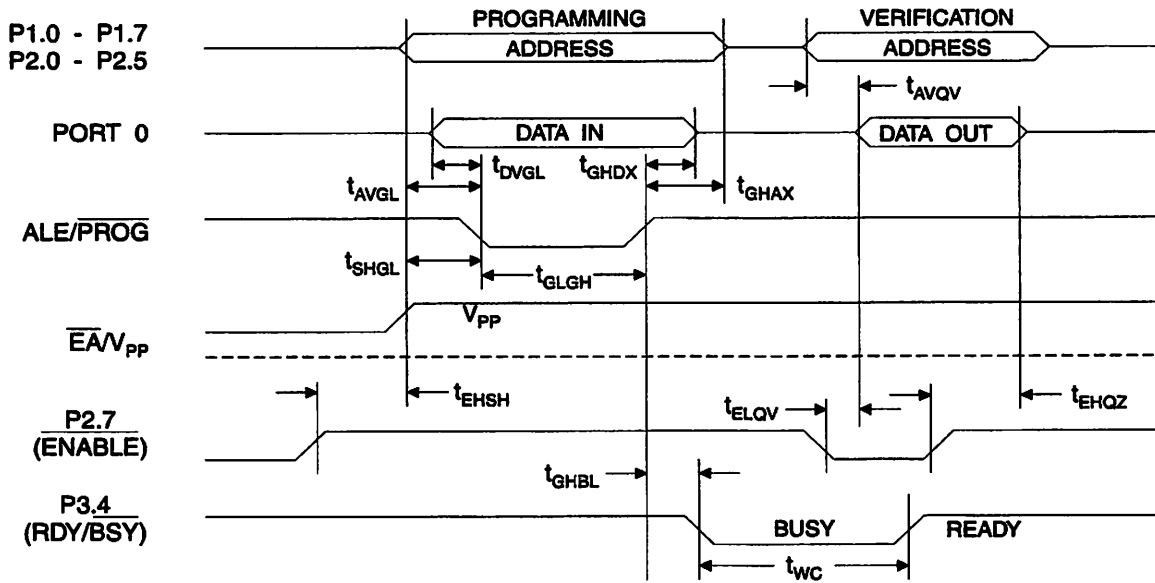 PROGRAMMING
VERIFICATION
P1.0 - P1.7
P2.0 - P2.5
ADDRESS
ADDRESS
tAVQV
PORT 0
DATA IN
DATA OUT
tDVGL
tGHDX
tAVGL
tGHAX
ALE/PROG
tSHGL
tGLGH
VPP
EA/VPP
tEHSH
tELQV
tEHQZ
P2.7
(ENABLE)
tGHBL
P3.4
(RDY/BSY)
BUSY
READY
tWC